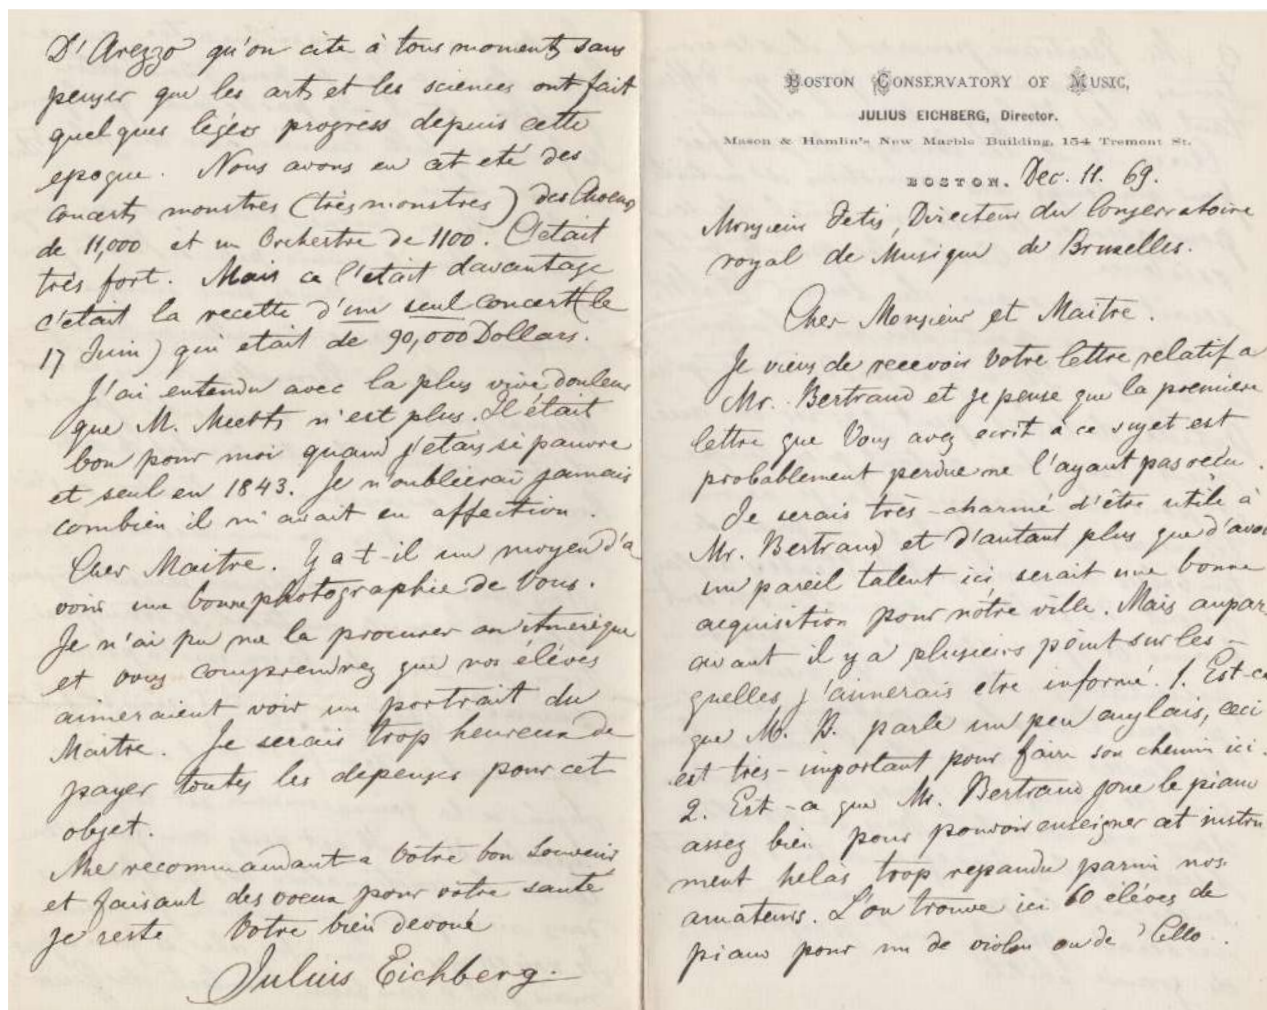 BOSTON CONSERVATORY OF MUSIC,
JULIUS EICHBERG, Director.
Mason & Hamlin's New Marble Building, 154 Tremont St.
BOSTON. Dec. 11. 69.
Monsieur Fetis, Directeur du Conservatoire
royal de Musique de Bruxelles.
Cher Monsieur et Maitre.
Je viens de recevoir votre lettre relatif a
Mr. Bertrand et je pense que la premiere
lettre que Vous avez ecrit à ce sujet est
probablement perdue ne l'ayant pas recu.
Je serais très-charmé d'être utile à
Mr. Bertrand et d'autant plus que d'avoir
un pareil talent ici serait une bonne
acquisition pour nôtre ville. Mais aupar
avant il y a plusieurs point sur les-
quelles j'aimerais etre informé. 1. Est-ce
que M. B. parle un peu anglais, ceci
est très-important pour faire son chemin ici.
2. Est-ce que Mr. Bertrand joue le piano
assez bien pour pouvoir enseigner cet instru
ment helas trop repandu parmi nos
amateurs. L'on trouve ici 60 eléves de
piano pour un de violon ou de 'Cello.
D'Arezzo qu'on cite à tous moments sans
penser que les arts et les sciences ont fait
quelques légers progress depuis cette
epoque. Nous avons eu cet eté des
concerts monstres (très monstres) des Choeurs
de 11,000 et un Orchestre de 1100. C'etait
très fort. Mais ce l'etait davantage
c'etait la recette d'un seul concert (le
17 Juin) qui etait de 90,000 Dollars.
J'ai entendu avec la plus vive douleur
que M. Meerts n'est plus. Il était
bon pour moi quand j'etais si pauvre
et seul en 1843. Je n'oublierai jamais
combien il m'avait en affection.
Cher Maitre. Y a-t-il un moyen d'a
voir une bonne photographie de Vous.
Je n'ai pu me la procurer en Amerique
et vous comprendrez que nos élèves
aimeraient voir un portrait du
Maitre. Je serais trop heureux de
payer toutes les depenses pour cet
objet.
Me recommandant a Votre bon souvenir
et faisant des voeux pour votre santé
je reste Votre bien devoué
Julius Eichberg.